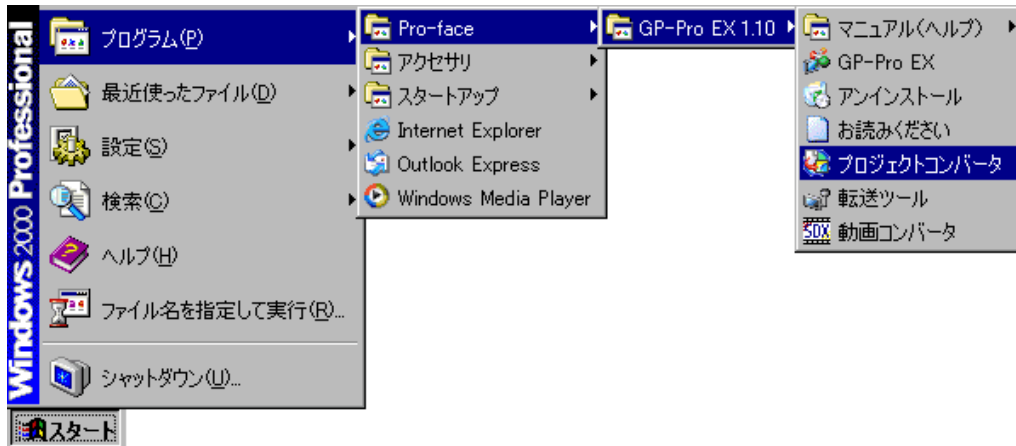 Windows 2000 Professional
プログラム(P)
最近使ったファイル(D)
設定(S)
検索(C)
ヘルプ(H)
ファイル名を指定して実行(R)...
シャットダウン(U)...
スタート
Pro-face
アクセサリ
スタートアップ
Internet Explorer
Outlook Express
Windows Media Player
GP-Pro EX 1.10
マニュアル(ヘルプ)
GP-Pro EX
アンインストール
お読みください
プロジェクトコンバータ
転送ツール
SDX 動画コンバータ